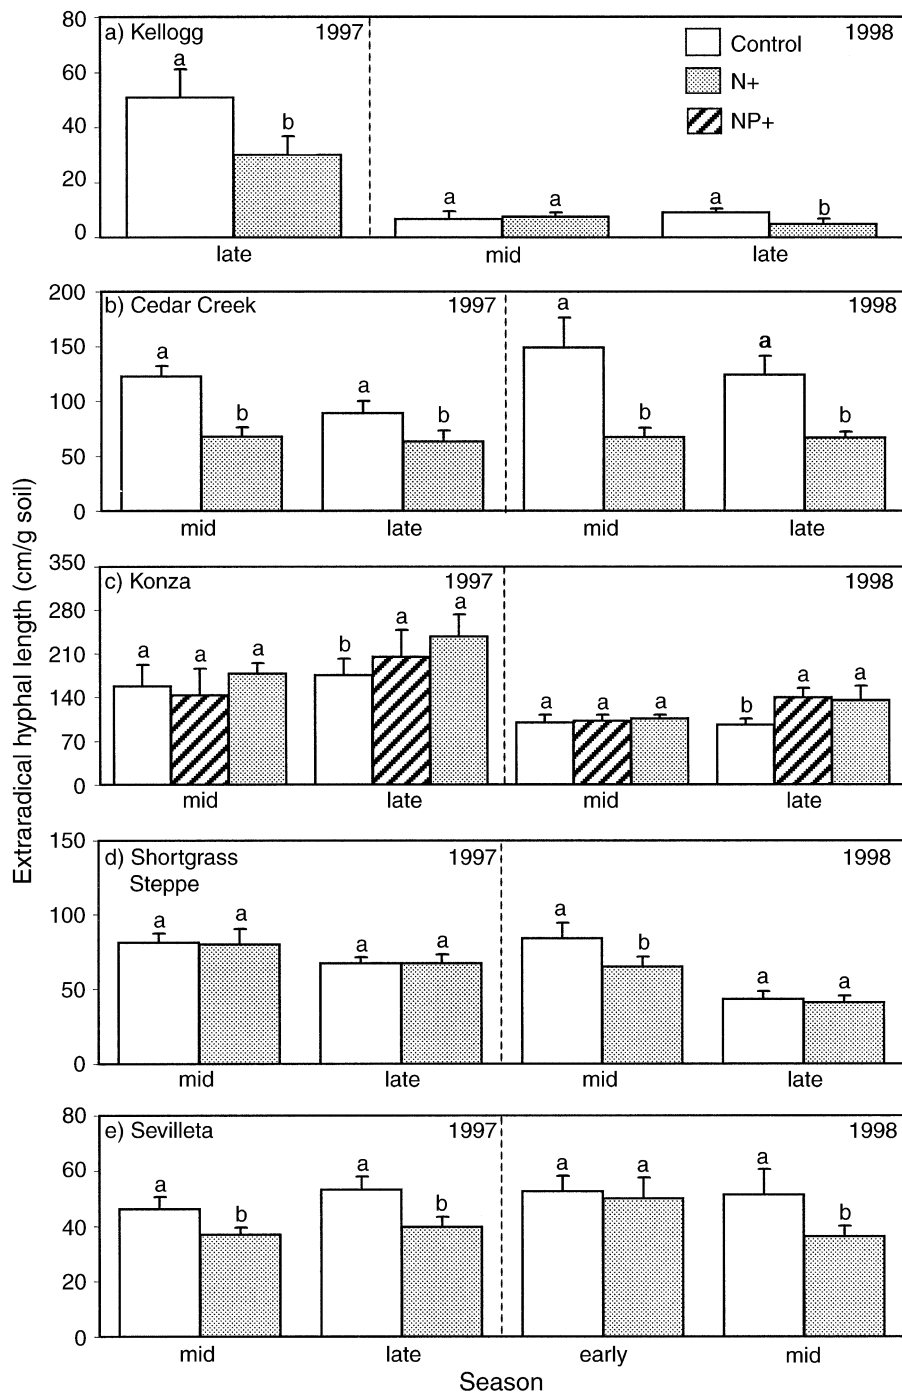 80
a) Kellogg 1997 1998
a
60
b
40
20
0
a a a b
late mid late
Control
N+
NP+
200
b) Cedar Creek 1997 1998
150
100
50
0
a b a b a b a b
mid late mid late
350
c) Konza 1997 1998
280
210
140
70
0
a a a b a a a a a b a a
mid late mid late
150
d) Shortgrass 1997 1998
Steppe
100
50
0
a a a a a b a a
mid late mid late
80
e) Sevilleta 1997 1998
60
40
20
0
a b a b a a a b
mid late early mid
Season
Extraradical hyphal length (cm/g soil)